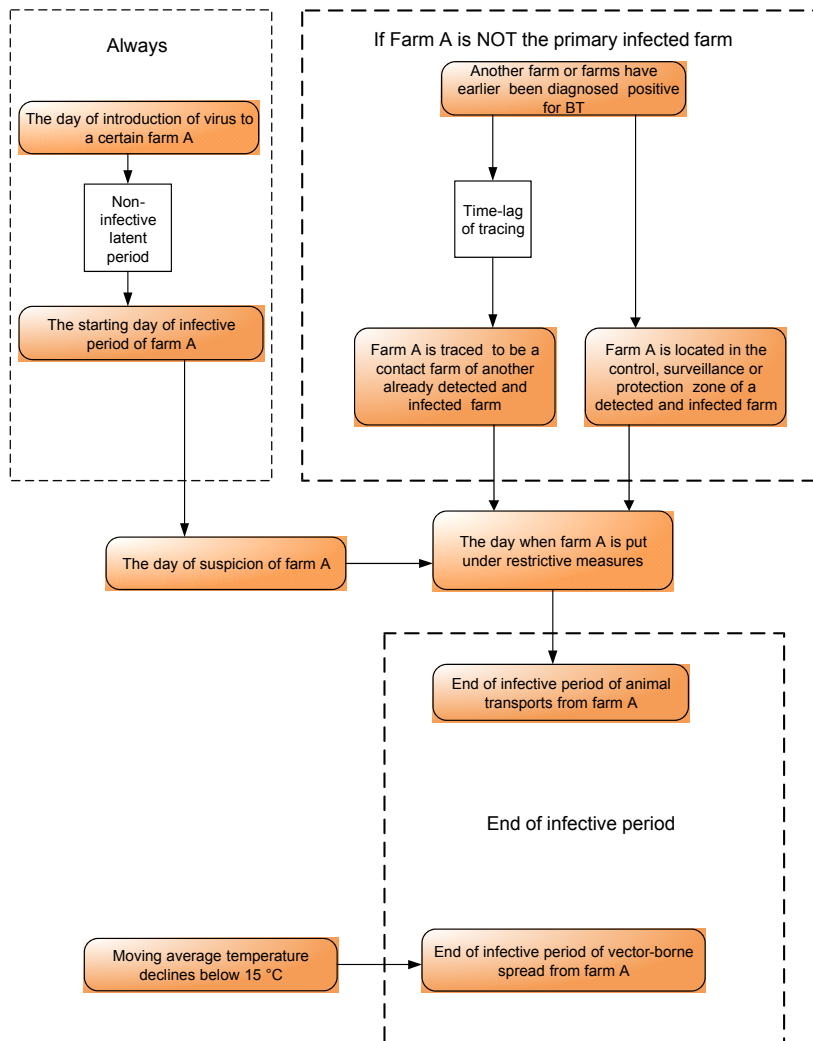 Always
The day of introduction of virus to
a certain farm A
Non-
infective
latent
period
The starting day of infective
period of farm A
If Farm A is NOT the primary infected farm
Another farm or farms have
earlier been diagnosed positive
for BT
Time-lag
of tracing
Farm A is traced to be a
contact farm of another
already detected and
infected farm
Farm A is located in the
control, surveillance or
protection zone of a
detected and infected farm
The day of suspicion of farm A
The day when farm A is put
under restrictive measures
End of infective period of animal
transports from farm A
End of infective period
Moving average temperature
declines below 15 °C
End of infective period of vector-borne
spread from farm A